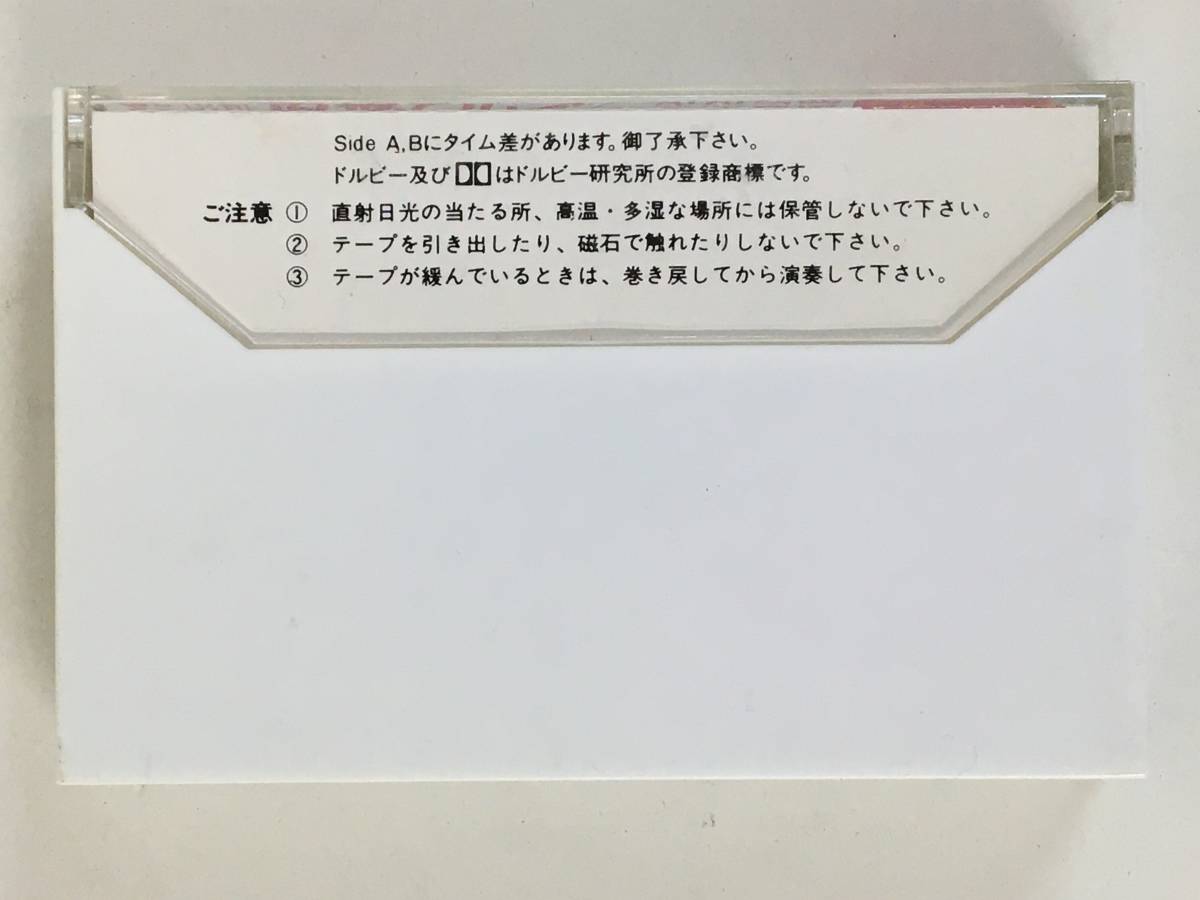 Side A,Bにタイム差があります。御了承下さい。
ドルビー及びはドルビー研究所の登録商標です。
ご注意 ① 直射日光の当たる所、高温・多湿な場所には保管しないで下さい。
② テープを引き出したり、磁石で触れたりしないで下さい。
③ テープが緩んでいるときは、巻き戻してから演奏して下さい。